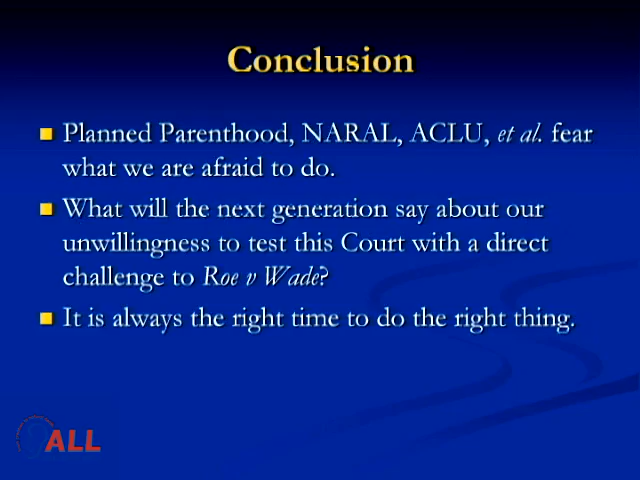 Conclusion
Planned Parenthood, NARAL, ACLU, et al. fear
what we are afraid to do.
What will the next generation say about our
unwillingness to test this Court with a direct
challenge to Roe v Wade?
It is always the right time to do the right thing.
ALL